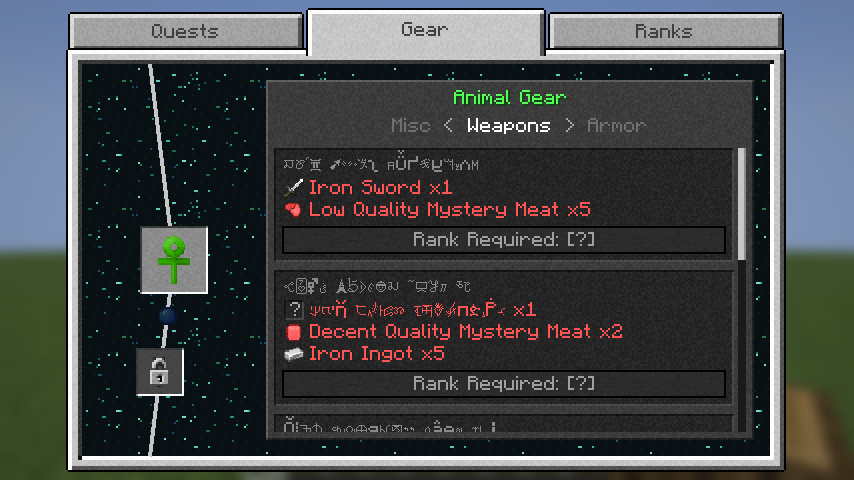 Quests
Gear
Ranks
Animal Gear
Misc < Weapons > Armor
Iron Sword x1
Low Quality Mystery Meat x5
Rank Required: [?]
? x1
Decent Quality Mystery Meat x2
Iron Ingot x5
Rank Required: [?]